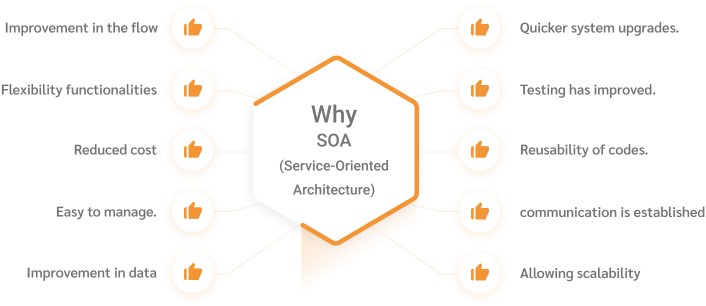 Improvement in the flow
Flexibility functionalities
Reduced cost
Easy to manage.
Improvement in data
Why
SOA
(Service-Oriented
Architecture)
Quicker system upgrades.
Testing has improved.
Reusability of codes.
communication is established
Allowing scalability